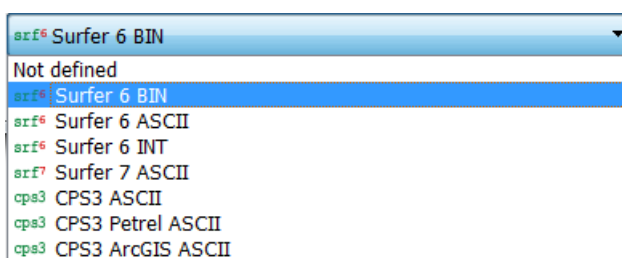 srf6 Surfer 6 BIN
Not defined
srf6 Surfer 6 BIN
srf6 Surfer 6 ASCII
srf6 Surfer 6 INT
srf7 Surfer 7 ASCII
cps3 CPS3 ASCII
cps3 CPS3 Petrel ASCII
cps3 CPS3 ArcGIS ASCII